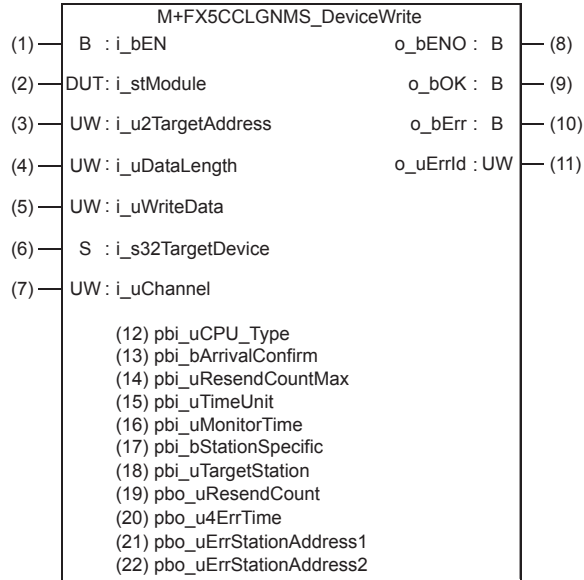 M+FX5CCLGNMS_DeviceWrite
(1) B : i_bEN o_bENO : B (8)
(2) DUT : i_stModule o_bOK : B (9)
(3) UW : i_u2TargetAddress o_bErr : B (10)
(4) UW : i_uDataLength o_uErrId : UW (11)
(5) UW : i_uWriteData
(6) S : i_s32TargetDevice
(7) UW : i_uChannel
(12) pbi_uCPU_Type
(13) pbi_bArrivalConfirm
(14) pbi_uResendCountMax
(15) pbi_uTimeUnit
(16) pbi_uMonitorTime
(17) pbi_bStationSpecific
(18) pbi_uTargetStation
(19) pbo_uResendCount
(20) pbo_u4ErrTime
(21) pbo_uErrStationAddress1
(22) pbo_uErrStationAddress2